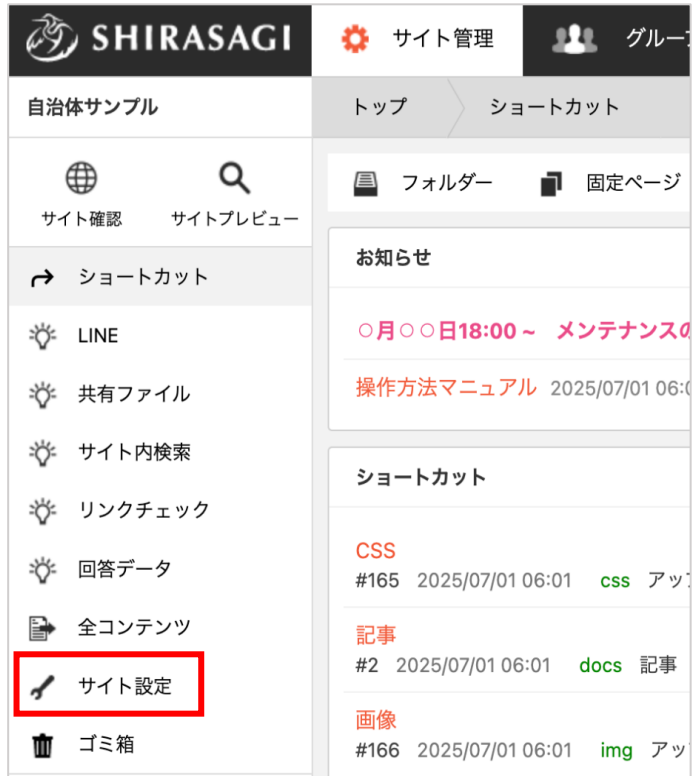 SHIRASAGI
サイト管理
グルー
自治体サンプル
トップ
ショートカット
サイト確認
サイトプレビュー
フォルダー
固定ページ
ショートカット
LINE
共有ファイル
サイト内検索
リンクチェック
回答データ
全コンテンツ
サイト設定
ゴミ箱
お知らせ
○月○○日18:00 ~ メンテナンスの
操作方法マニュアル 2025/07/01 06:0
ショートカット
CSS
#165 2025/07/01 06:01 css アッ
記事
#2 2025/07/01 06:01 docs 記事
画像
#166 2025/07/01 06:01 img アッ